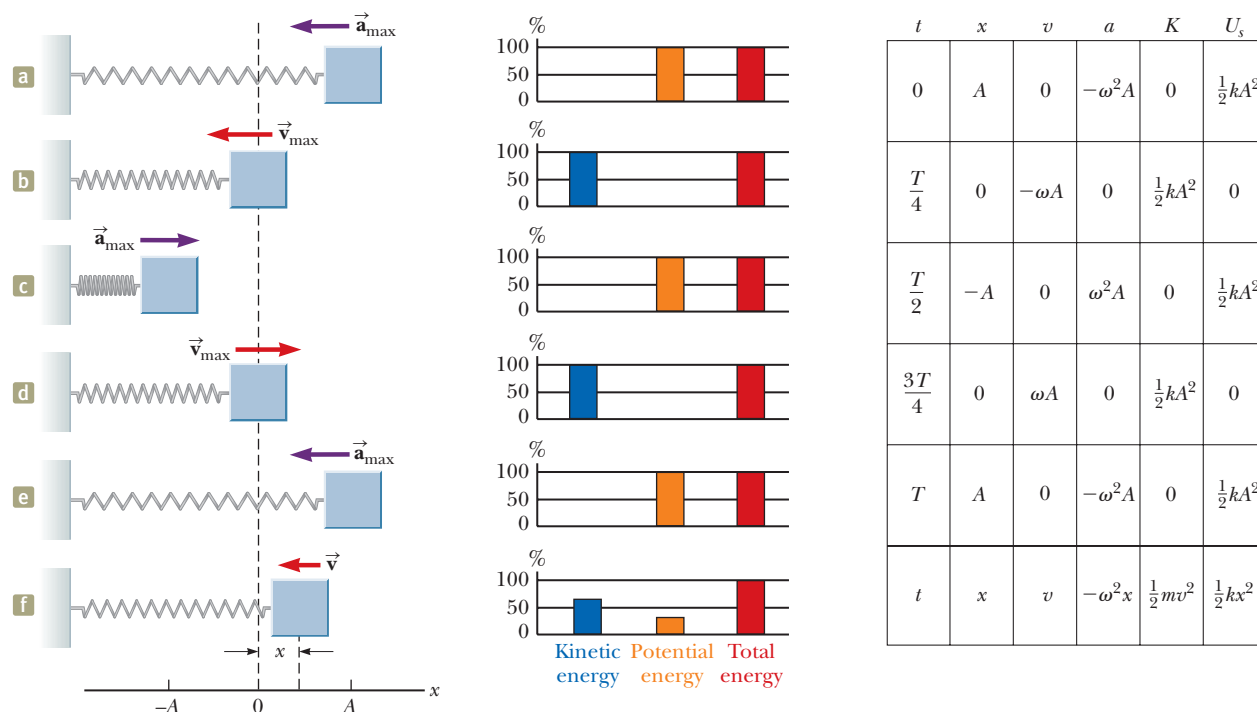 a
a⃗max
%
100
50
0
b
v⃗max
%
100
50
0
c
a⃗max
%
100
50
0
d
v⃗max
%
100
50
0
e
a⃗max
%
100
50
0
f
v⃗
x
%
100
50
0
Kinetic energy
Potential energy
Total energy
−A 0 A x
t x v a K Us
0 A 0 −ω²A 0 ½kA²
T/4 0 −ωA 0 ½kA² 0
T/2 −A 0 ω²A 0 ½kA²
3T/4 0 ωA 0 ½kA² 0
T A 0 −ω²A 0 ½kA²
t x v −ω²x ½mv² ½kx²